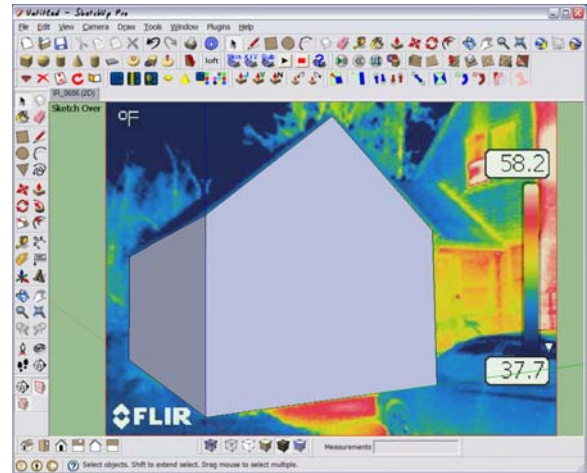 Untitled - SketchUp Pro
File Edit View Camera Draw Tools Window Plugins Help
loft
IR_0686 (2D)
Sketch Over
°F
58.2
37.7
FLIR
Measurements
Select objects. Shift to extend select. Drag mouse to select multiple.